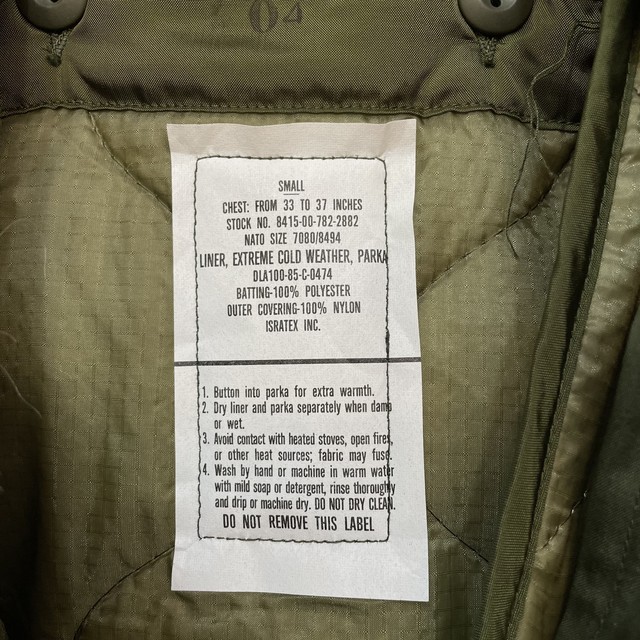 04
SMALL
CHEST: FROM 33 TO 37 INCHES
STOCK NO. 8415-00-782-2882
NATO SIZE 7080/8494
LINER, EXTREME COLD WEATHER, PARKA
DLA100-85-C-0474
BATTING-100% POLYESTER
OUTER COVERING-100% NYLON
ISRATEX INC.
1. Button into parka for extra warmth.
2. Dry liner and parka separately when damp
or wet.
3. Avoid contact with heated stoves, open fires,
or other heat sources; fabric may fuse.
4. Wash by hand or machine in warm water
with mild soap or detergent, rinse thoroughly
and drip or machine dry. DO NOT DRY CLEAN.
DO NOT REMOVE THIS LABEL